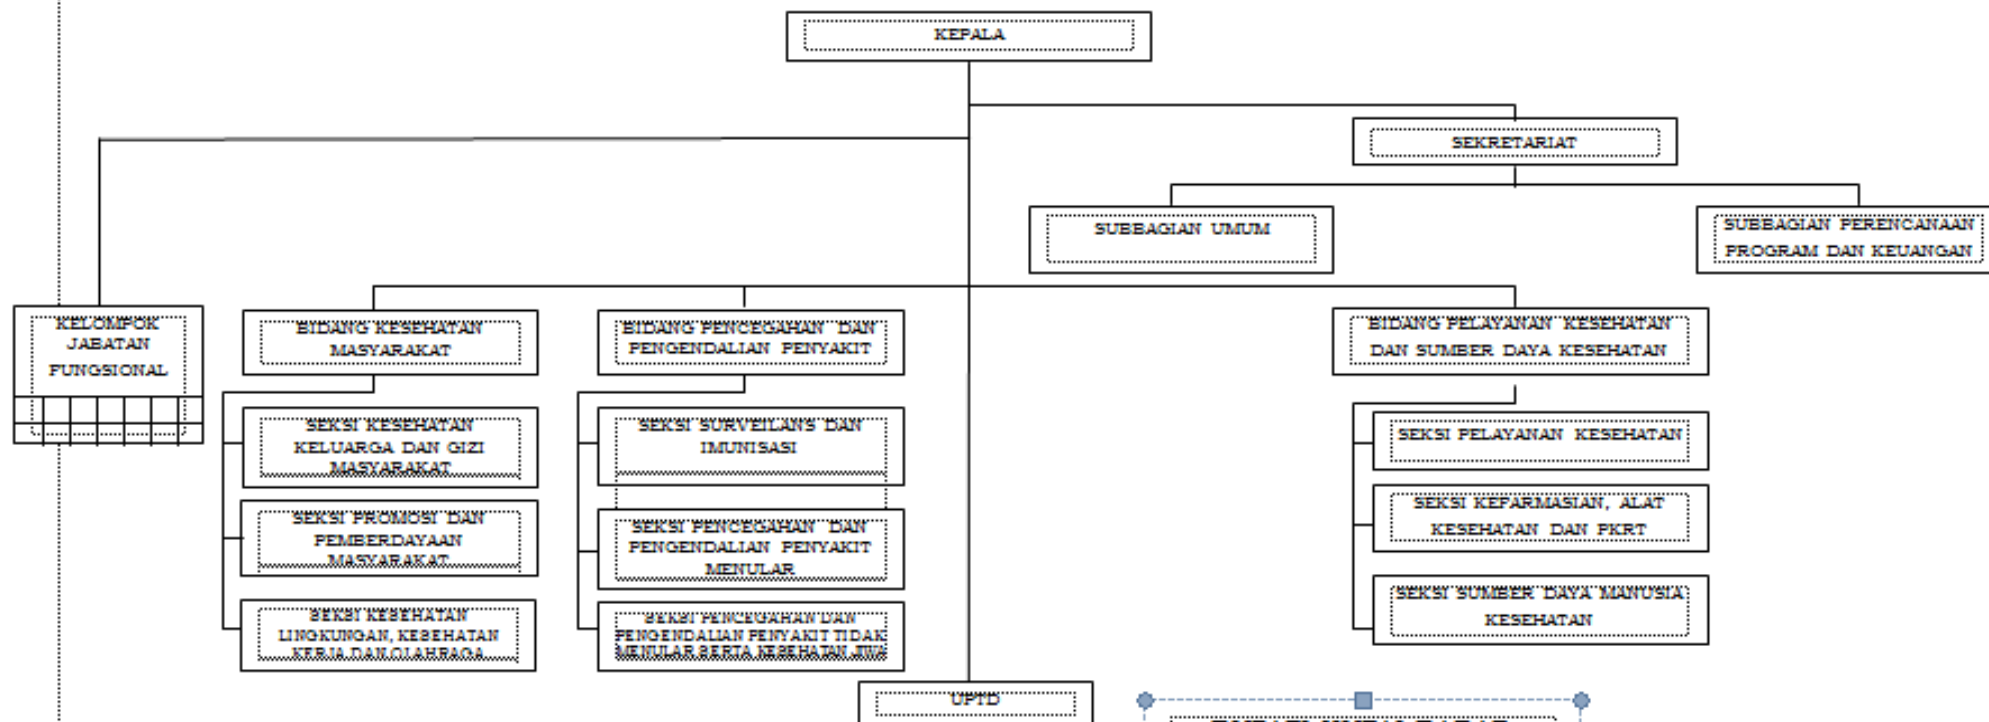 KEPALA
SEKRETARIAT
SUBBAGIAN UMUM
SUBBAGIAN PERENCANAAN
PROGRAM DAN KEUANGAN
KELOMPOK
JABATAN
FUNGSIONAL
BIDANG KESEHATAN
MASYARAKAT
SEKSI KESEHATAN
KELUARGA DAN GIZI
MASYARAKAT
SEKSI PROMOSI DAN
PEMBERDAYAAN
MASYARAKAT
SEKSI KESEHATAN
LINGKUNGAN, KESEHATAN
KERJA DAN OLAHRAGA
BIDANG PENCEGAHAN DAN
PENGENDALIAN PENYAKIT
SEKSI SURVEILANS DAN
IMUNISASI
SEKSI PENCEGAHAN DAN
PENGENDALIAN PENYAKIT
MENULAR
SEKSI PENCEGAHAN DAN
PENGENDALIAN PENYAKIT TIDAK
MENULAR SERTA KESEHATAN JIWA
BIDANG PELAYANAN KESEHATAN
DAN SUMBER DAYA KESEHATAN
SEKSI PELAYANAN KESEHATAN
SEKSI KEFARMASIAN, ALAT
KESEHATAN DAN PKRT
SEKSI SUMBER DAYA MANUSIA
KESEHATAN
UPTD